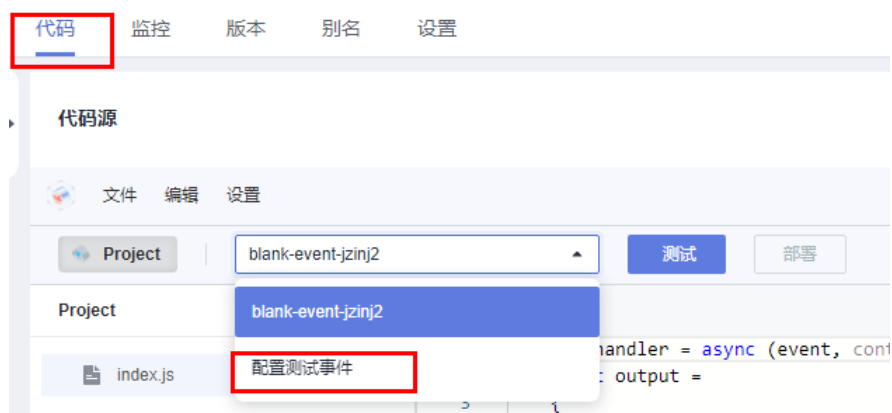 代码 监控 版本 别名 设置
代码源
文件 编辑 设置
Project blank-event-jzinj2 测试 部署
Project blank-event-jzinj2
handler = async (event, cont
配置测试事件
index.js output =
{